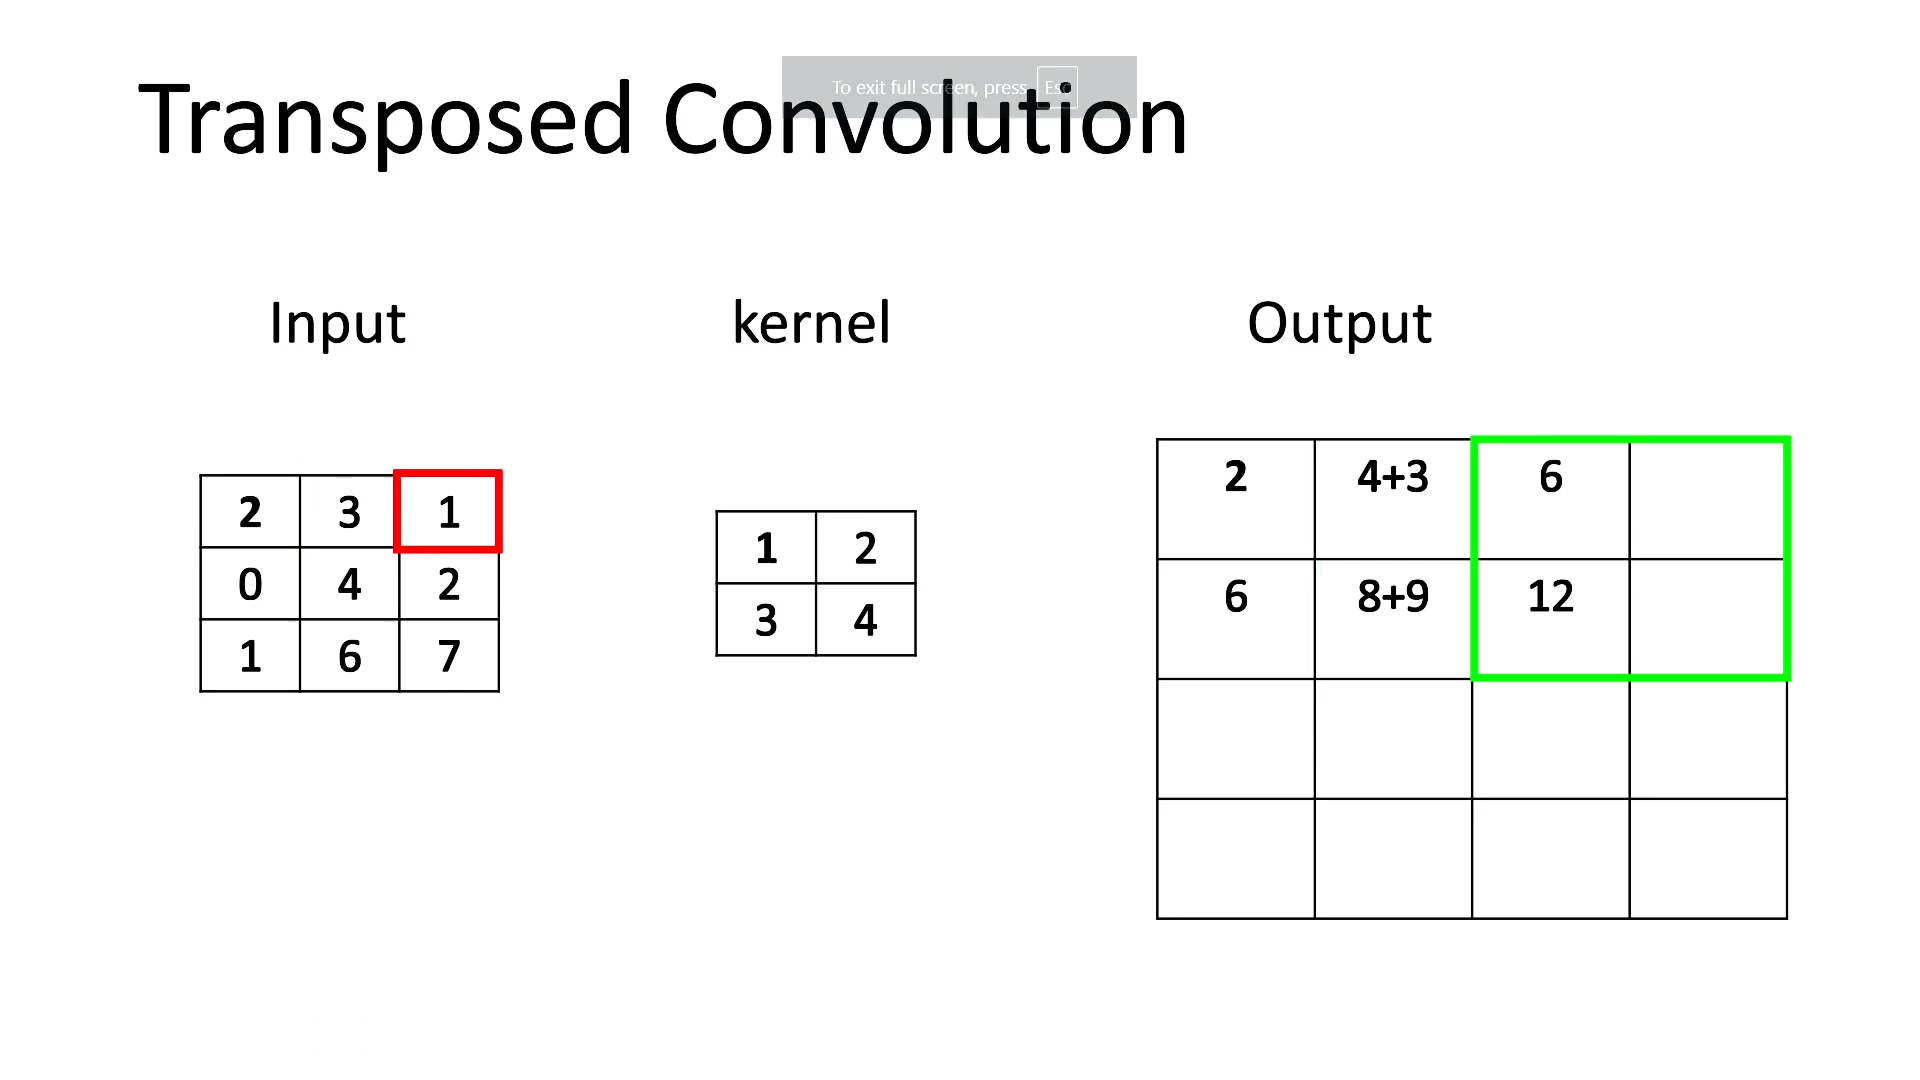 To exit full screen, press Esc
Transposed Convolution
Input kernel Output
2 3 1
0 4 2
1 6 7
1 2
3 4
2 4+3 6
6 8+9 12